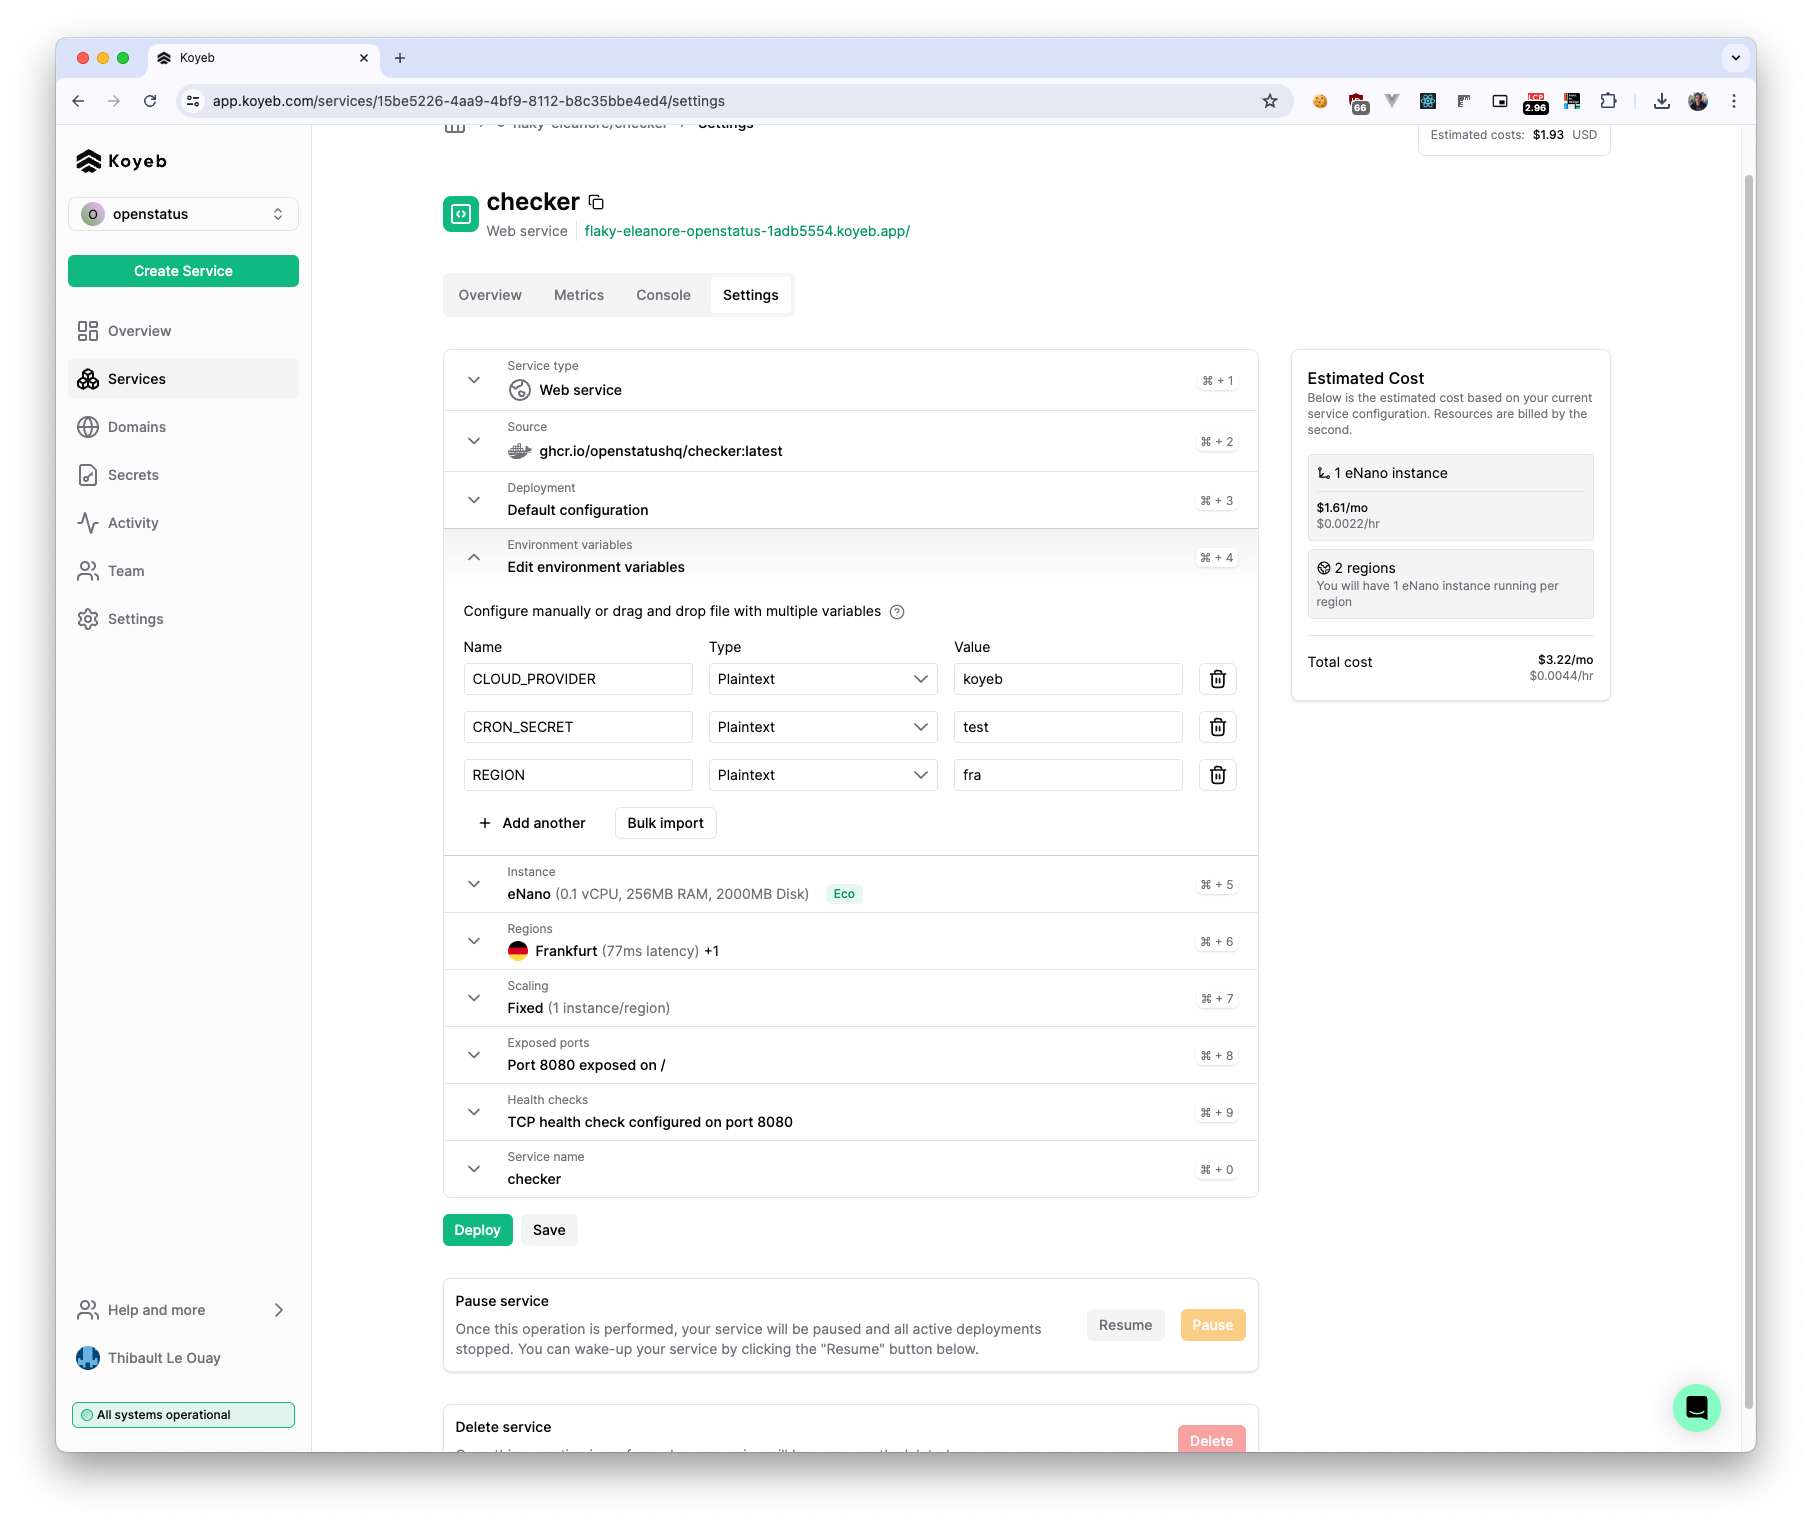 Koyeb
app.koyeb.com/services/15be5226-4aa9-4bf9-8112-b8c35bbe4ed4/settings
66
LCP
2.96
Koyeb
O openstatus
Create Service
Overview
Services
Domains
Secrets
Activity
Team
Settings
Help and more
Thibault Le Ouay
All systems operational
flaky-eleanore/checker
Settings
Estimated costs: $1.93 USD
checker
Web service
flaky-eleanore-openstatus-1adb5554.koyeb.app/
Overview
Metrics
Console
Settings
Service type
Web service
⌘ + 1
Source
ghcr.io/openstatushq/checker:latest
⌘ + 2
Deployment
Default configuration
⌘ + 3
Environment variables
Edit environment variables
⌘ + 4
Configure manually or drag and drop file with multiple variables ?
Name Type Value
CLOUD_PROVIDER Plaintext koyeb
CRON_SECRET Plaintext test
REGION Plaintext fra
+ Add another
Bulk import
Instance
eNano (0.1 vCPU, 256MB RAM, 2000MB Disk) Eco
⌘ + 5
Regions
Frankfurt (77ms latency) +1
⌘ + 6
Scaling
Fixed (1 instance/region)
⌘ + 7
Exposed ports
Port 8080 exposed on /
⌘ + 8
Health checks
TCP health check configured on port 8080
⌘ + 9
Service name
checker
⌘ + 0
Deploy
Save
Pause service
Once this operation is performed, your service will be paused and all active deployments
stopped. You can wake-up your service by clicking the "Resume" button below.
Resume
Pause
Delete service
Delete
Estimated Cost
Below is the estimated cost based on your current
service configuration. Resources are billed by the
second.
1 eNano instance
$1.61/mo
$0.0022/hr
2 regions
You will have 1 eNano instance running per
region
Total cost
$3.22/mo
$0.0044/hr